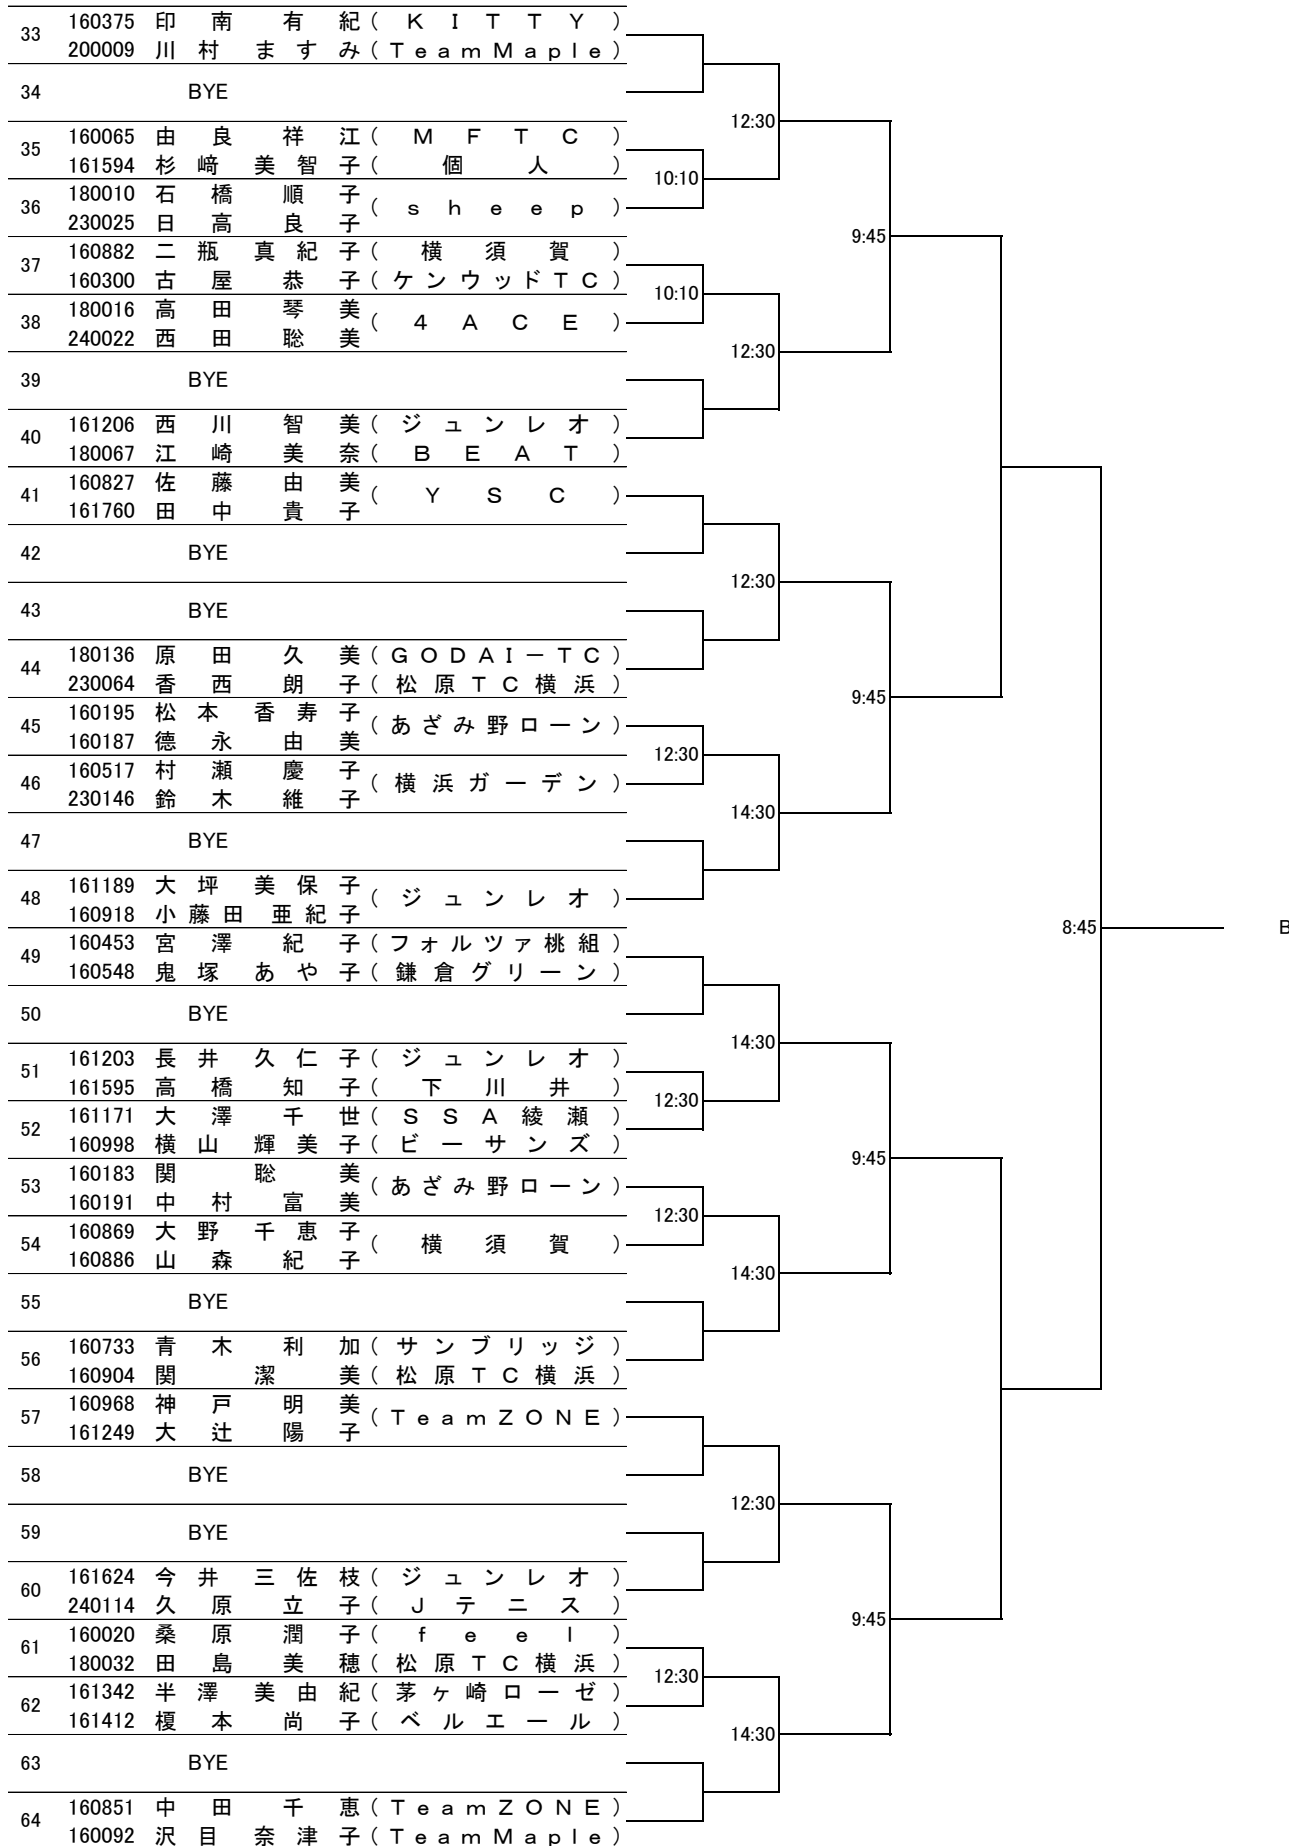 33 160375 印南 有紀 (KITTY)
200009 川村 ますみ (TeamMaple)
34 BYE
12:30
35 160065 由良 祥江 (MFTC)
161594 杉﨑 美智子 (個人)
10:10
36 180010 石橋 順子 (sheep)
230025 日高 良子
9:45
37 160882 二瓶 真紀子 (横須賀)
160300 古屋 恭子 (ケンウッドTC)
10:10
38 180016 高田 琴美 (4ACE)
240022 西田 聡美
12:30
39 BYE
40 161206 西川 智美 (ジュンレオ)
180067 江崎 美奈 (BEAT)
41 160827 佐藤 由美 (YSC)
161760 田中 貴子
42 BYE
12:30
43 BYE
44 180136 原田 久美 (GODAI－TC)
230064 香西 朗子 (松原TC横浜)
9:45
45 160195 松本 香寿子 (あざみ野ローン)
160187 德永 由美
12:30
46 160517 村瀬 慶子 (横浜ガーデン)
230146 鈴木 維子
14:30
47 BYE
48 161189 大坪 美保子 (ジュンレオ)
160918 小藤田 亜紀子
8:45 B
49 160453 宮澤 紀子 (フォルツァ桃組)
160548 鬼塚 あや子 (鎌倉グリーン)
50 BYE
14:30
51 161203 長井 久仁子 (ジュンレオ)
161595 高橋 知子 (下川井)
12:30
52 161171 大澤 千世 (SSA綾瀬)
160998 横山 輝美子 (ビーサンズ)
9:45
53 160183 関 聡美 (あざみ野ローン)
160191 中村 富美
12:30
54 160869 大野 千恵子 (横須賀)
160886 山森 紀子
14:30
55 BYE
56 160733 青木 利加 (サンブリッジ)
160904 関 潔美 (松原TC横浜)
57 160968 神戸 明美 (TeamZONE)
161249 大辻 陽子
58 BYE
12:30
59 BYE
60 161624 今井 三佐枝 (ジュンレオ)
240114 久原 立子 (Jテニス)
9:45
61 160020 桑原 潤子 (feel)
180032 田島 美穂 (松原TC横浜)
12:30
62 161342 半澤 美由紀 (茅ヶ崎ローゼ)
161412 榎本 尚子 (ベルエール)
14:30
63 BYE
64 160851 中田 千恵 (TeamZONE)
160092 沢目 奈津子 (TeamMaple)